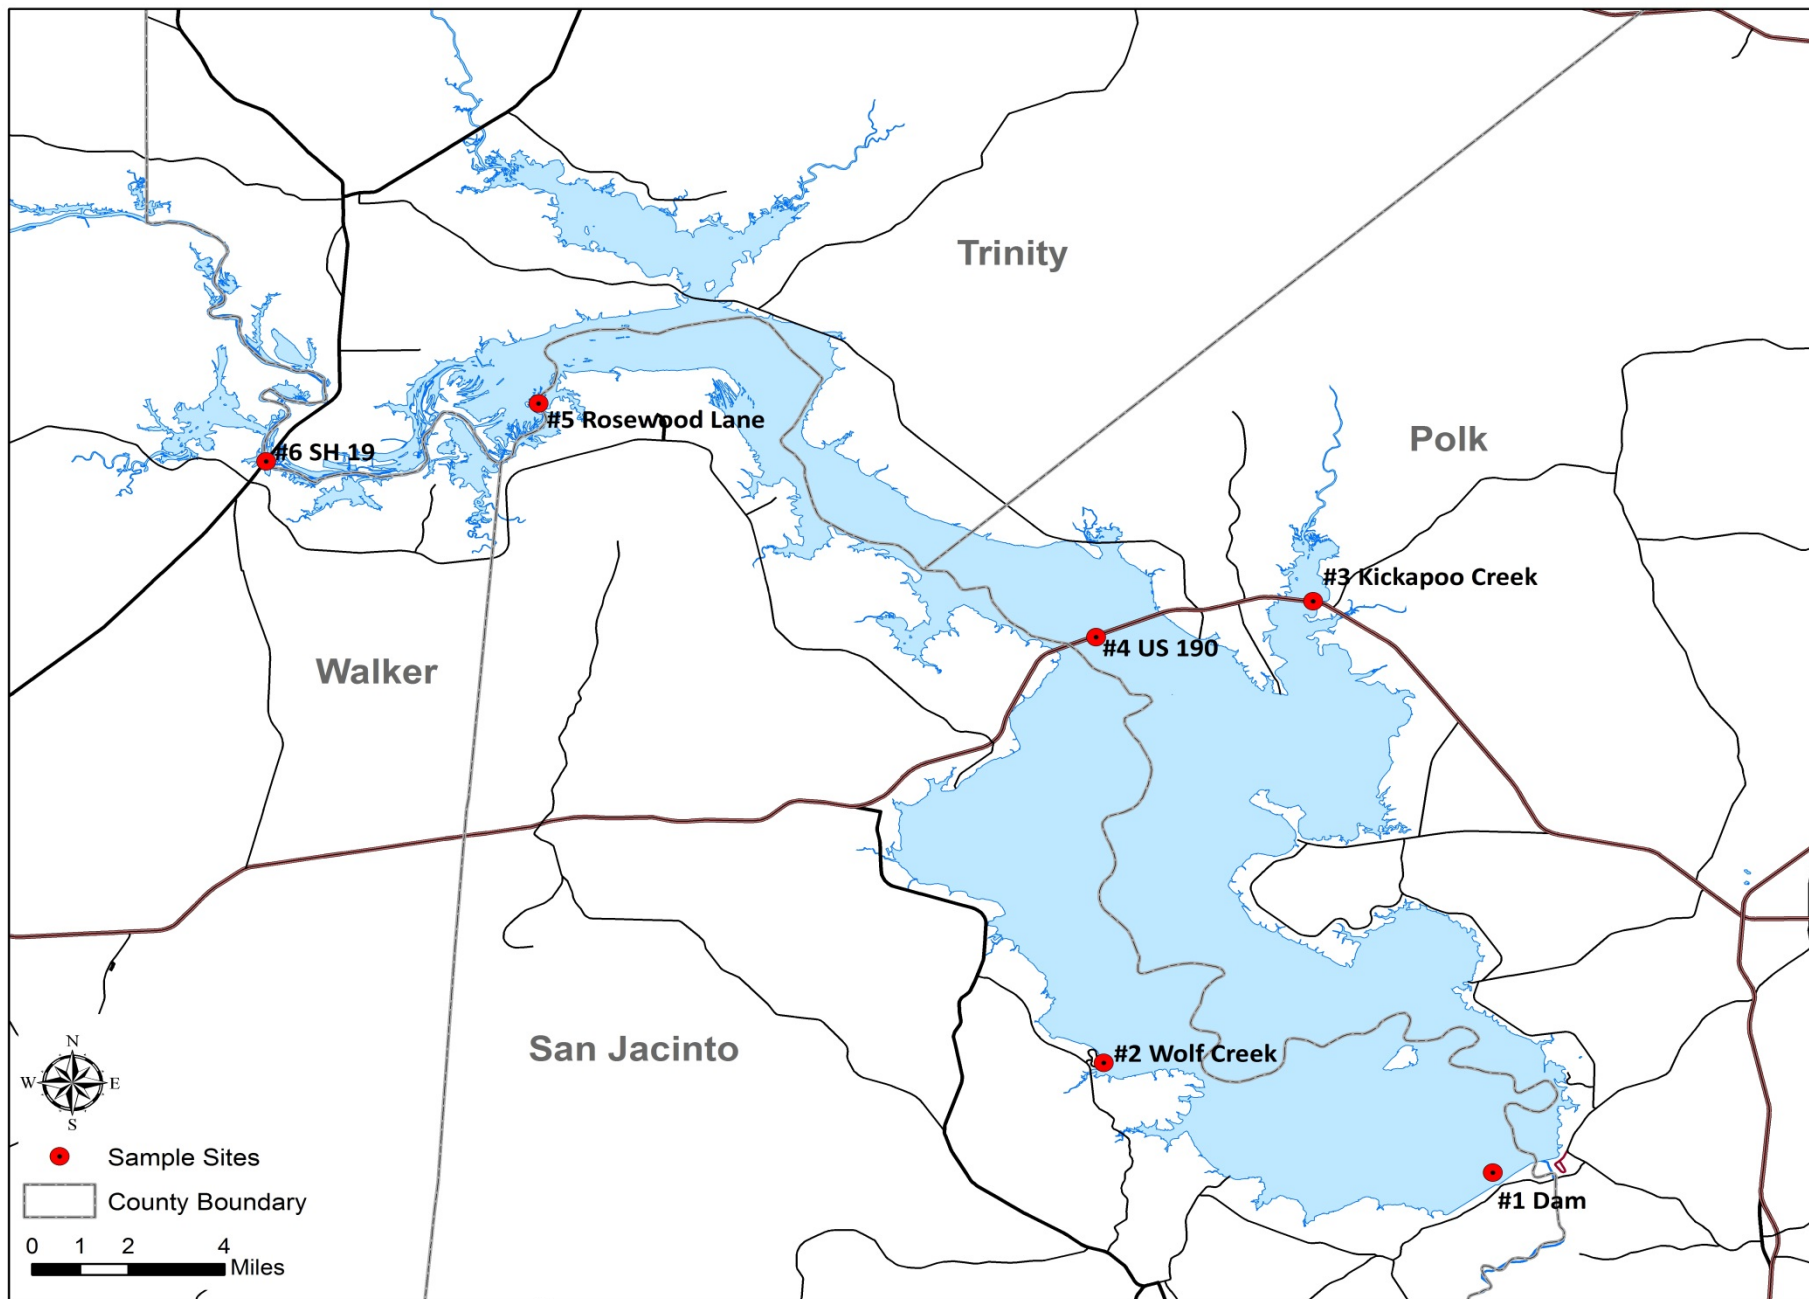 Trinity
#5 Rosewood Lane
Polk
#6 SH 19
#3 Kickapoo Creek
#4 US 190
Walker
San Jacinto
#2 Wolf Creek
N
W E
S
Sample Sites
#1 Dam
County Boundary
0 1 2 4
Miles